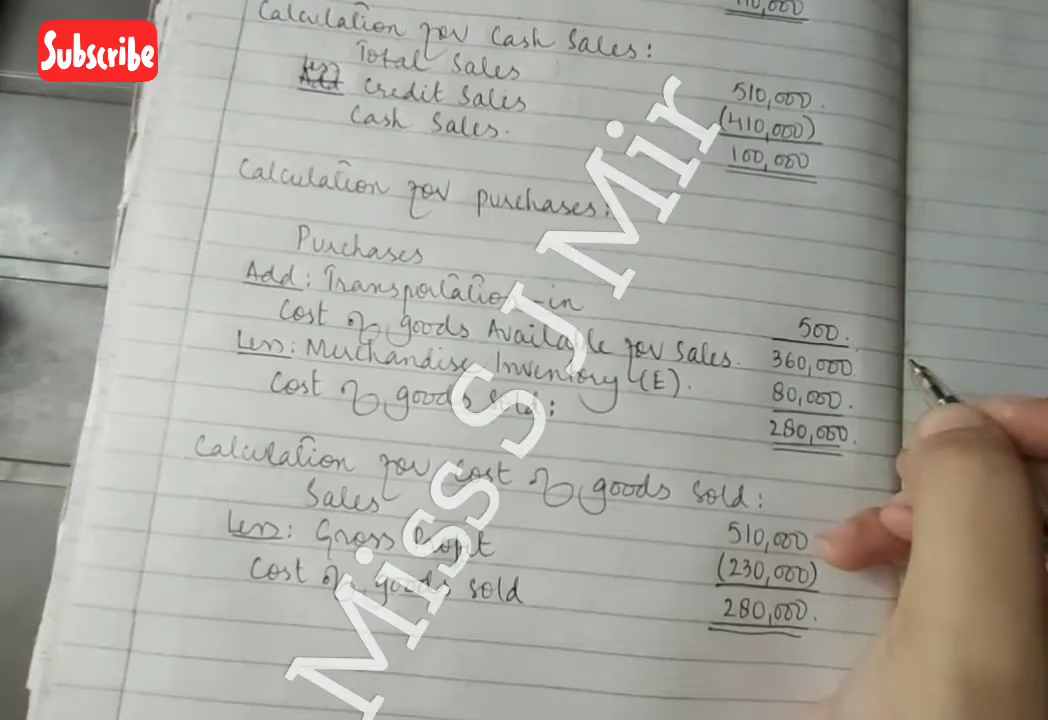 110,000
Subscribe
Calculation for Cash Sales:
Total Sales 510,000.
Less Credit Sales (410,000)
Cash Sales. 100,000
Calculation for purchases:
Purchases
Add: Transportation-in 500.
Cost of goods Available for sales. 360,000
Less: Merchandise Inventory (E). 80,000.
Cost of goods sold: 280,000.
Calculation for cost of goods sold:
Sales 510,000
Less: Gross Profit (230,000)
Cost of goods sold 280,000.
Miss J Mir